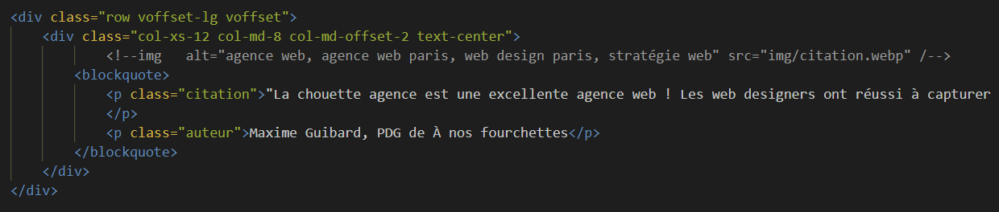 <div class="row voffset-lg voffset">
<div class="col-xs-12 col-md-8 col-md-offset-2 text-center">
<!--img   alt="agence web, agence web paris, web design paris, stratégie web" src="img/citation.webp" /-->
<blockquote>
<p class="citation">"La chouette agence est une excellente agence web ! Les web designers ont réussi à capturer
</p>
<p class="auteur">Maxime Guibard, PDG de À nos fourchettes</p>
</blockquote>
</div>
</div>